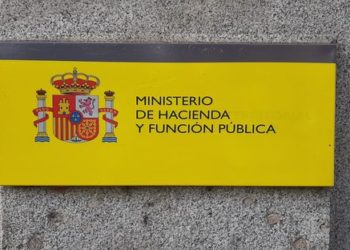 MINISTERIO
DE HACIENDA
Y FUNCIÓN PÚBLICA